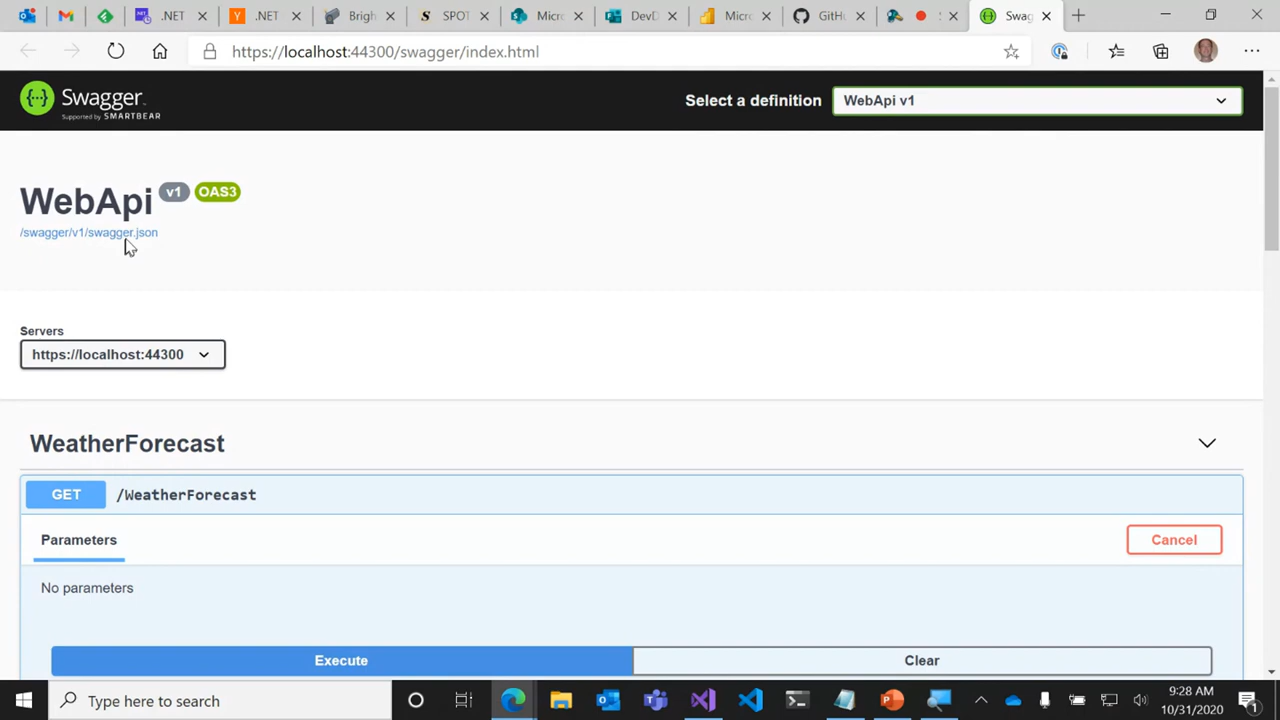 .NET
.NET
Brigh
SPOT
Micro
DevD
Micro
GitHu
S
Swag
https://localhost:44300/swagger/index.html
Swagger
Supported by SMARTBEAR
Select a definition
WebApi v1
WebApi v1 OAS3
/swagger/v1/swagger.json
Servers
https://localhost:44300
WeatherForecast
GET /WeatherForecast
Parameters
Cancel
No parameters
Execute
Clear
Type here to search
9:28 AM
10/31/2020
1